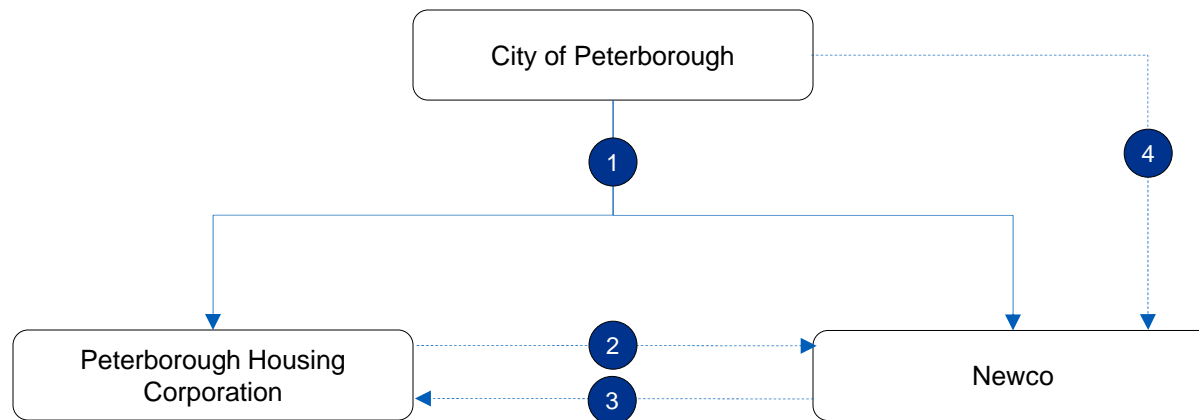 City of Peterborough
1
4
2
Peterborough Housing
Corporation
Newco
3